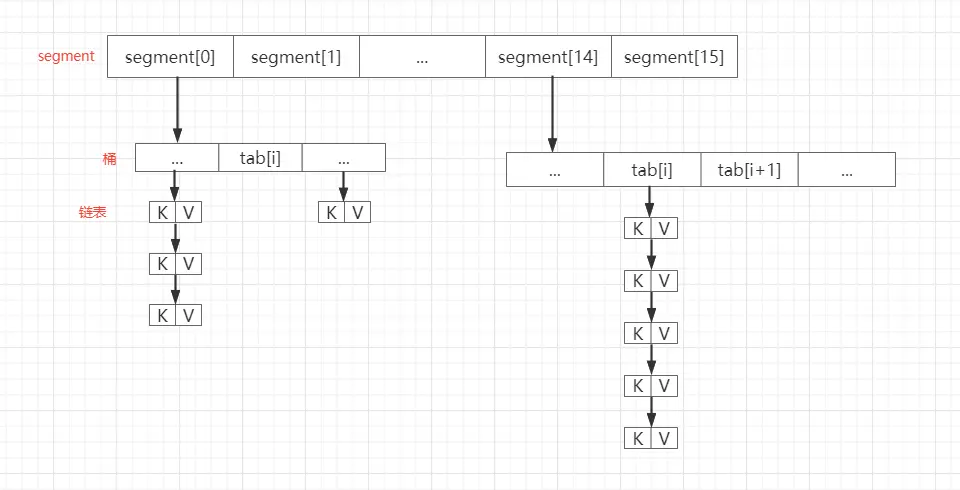 segment segment[0] segment[1] ... segment[14] segment[15]
桶 ... tab[i] ...
... tab[i] tab[i+1] ...
链表 K V K V
K V
K V
K V
K V
K V
K V
K V